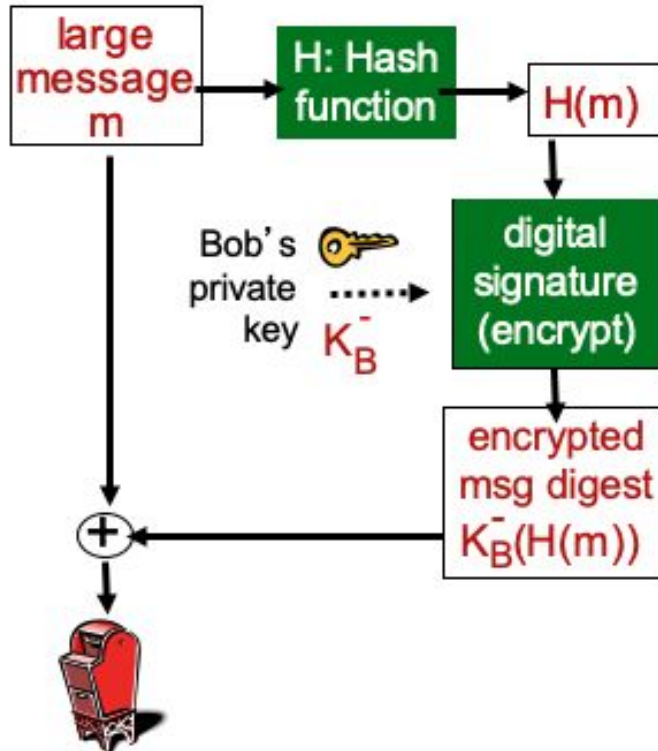 large
message
m
H: Hash
function
H(m)
Bob's
private
key
K_B^-
digital
signature
(encrypt)
encrypted
msg digest
K_B^-(H(m))
+